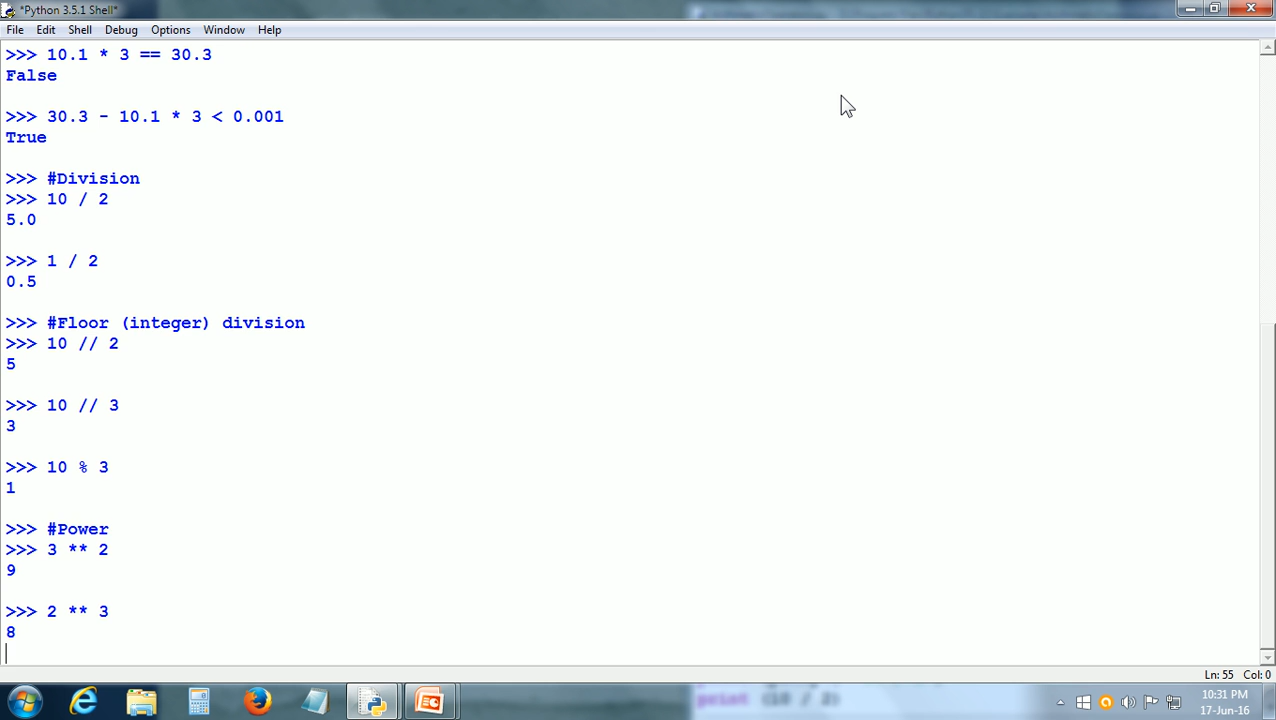 *Python 3.5.1 Shell*
File Edit Shell Debug Options Window Help
>>> 10.1 * 3 == 30.3
False
>>> 30.3 - 10.1 * 3 < 0.001
True
>>> #Division
>>> 10 / 2
5.0
>>> 1 / 2
0.5
>>> #Floor (integer) division
>>> 10 // 2
5
>>> 10 // 3
3
>>> 10 % 3
1
>>> #Power
>>> 3 ** 2
9
>>> 2 ** 3
8
Ln: 55 Col: 0
print (10 / 2)
10:31 PM
17-Jun-16